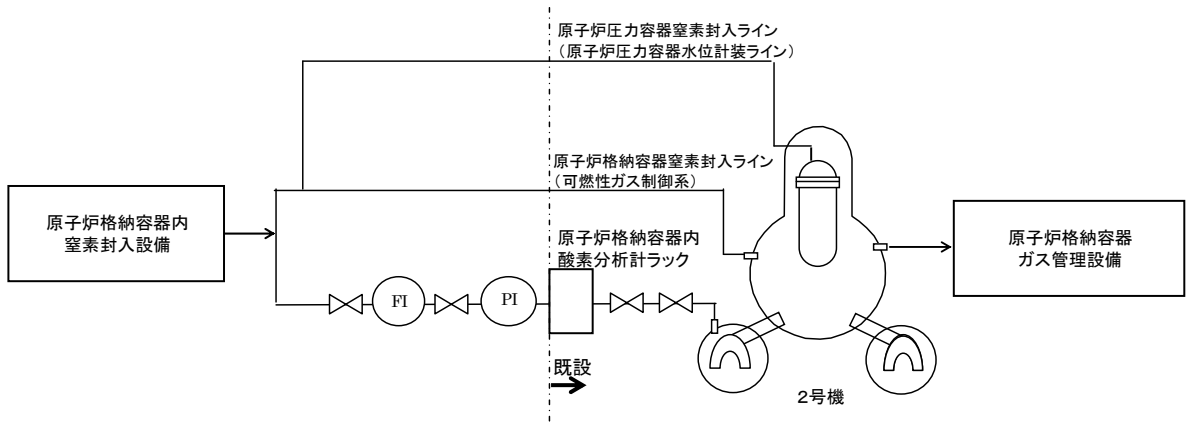 原子炉圧力容器窒素封入ライン
(原子炉圧力容器水位計装ライン)
原子炉格納容器窒素封入ライン
(可燃性ガス制御系)
原子炉格納容器内
窒素封入設備
原子炉格納容器内
酸素分析計ラック
原子炉格納容器
ガス管理設備
FI
PI
既設
2号機